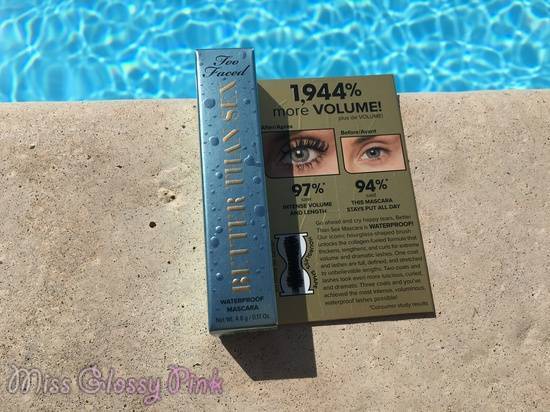 Too
Faced
BETTER THAN SEX
WATERPROOF
MASCARA
Net Wt. 4.8 g / 0.17 Oz.
1,944%
more VOLUME!
plus de VOLUME!
After/Après
Before/Avant
97%*
said
INTENSE VOLUME
AND LENGTH
94%*
said
THIS MASCARA
STAYS PUT ALL DAY
Go ahead and cry happy tears, Better
Than Sex Mascara is WATERPROOF!
Our iconic hourglass-shaped brush
unlocks the collagen-fueled formula that
thickens, lengthens, and curls for extreme
volume and dramatic lashes. One coat
and lashes are full, defined, and stretched
to unbelievable lengths. Two coats and
lashes look even more luscious, curled,
and dramatic. Three coats and you've
achieved the most intense, voluminous,
waterproof lashes possible!
*Consumer study results
Miss Glossy Pink